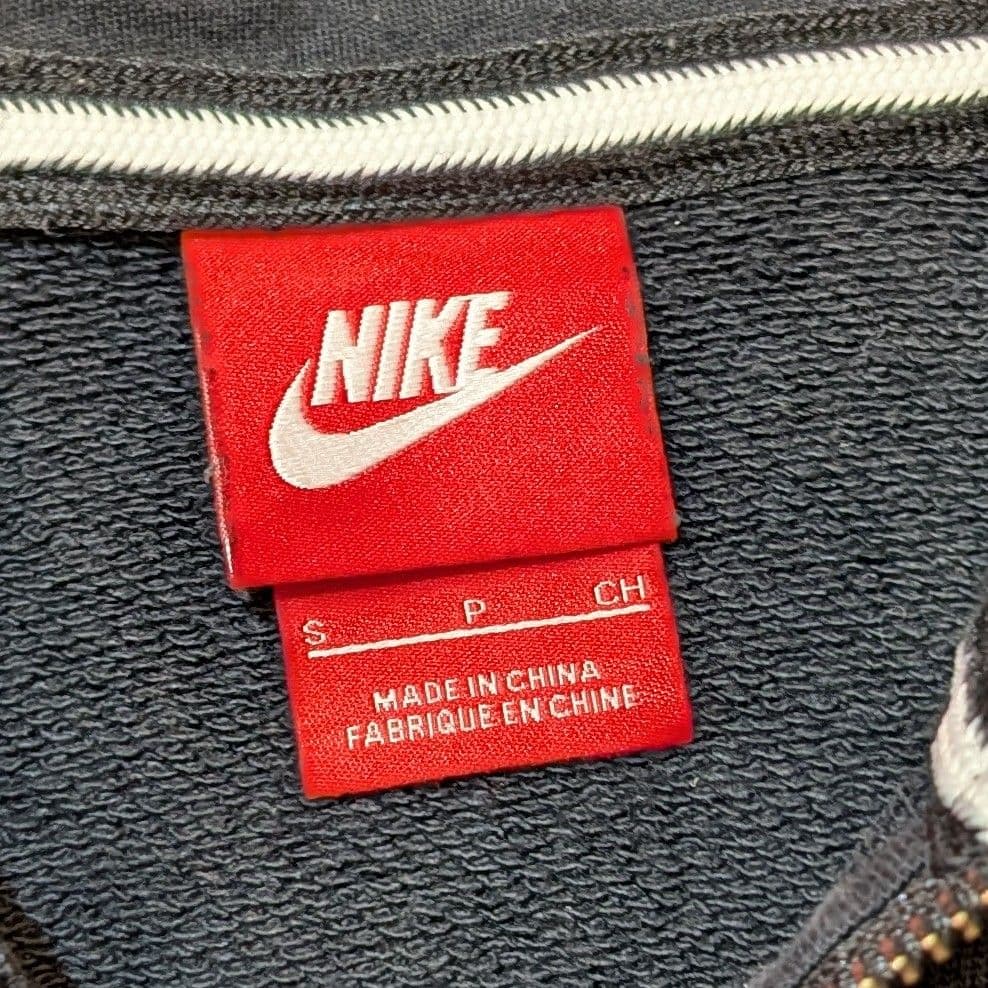 NIKE
S P CH
MADE IN CHINA
FABRIQUE EN CHINE